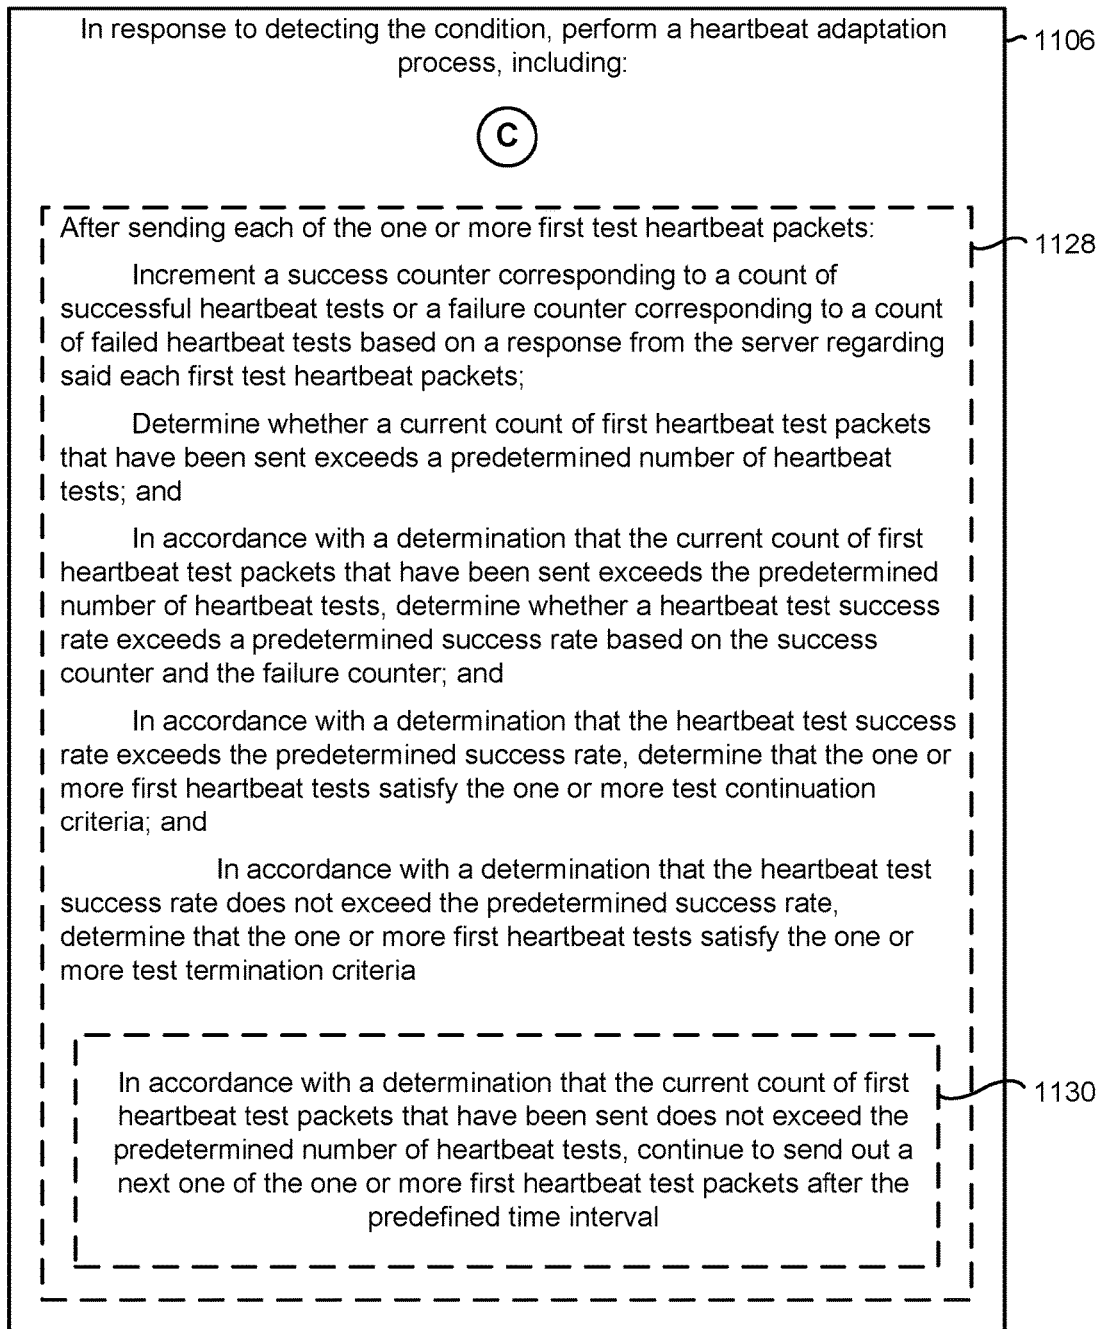 In response to detecting the condition, perform a heartbeat adaptation
process, including:
1106
C
After sending each of the one or more first test heartbeat packets:
1128
Increment a success counter corresponding to a count of
successful heartbeat tests or a failure counter corresponding to a count
of failed heartbeat tests based on a response from the server regarding
said each first test heartbeat packets;
Determine whether a current count of first heartbeat test packets
that have been sent exceeds a predetermined number of heartbeat
tests; and
In accordance with a determination that the current count of first
heartbeat test packets that have been sent exceeds the predetermined
number of heartbeat tests, determine whether a heartbeat test success
rate exceeds a predetermined success rate based on the success
counter and the failure counter; and
In accordance with a determination that the heartbeat test success
rate exceeds the predetermined success rate, determine that the one or
more first heartbeat tests satisfy the one or more test continuation
criteria; and
In accordance with a determination that the heartbeat test
success rate does not exceed the predetermined success rate,
determine that the one or more first heartbeat tests satisfy the one or
more test termination criteria
In accordance with a determination that the current count of first
heartbeat test packets that have been sent does not exceed the
predetermined number of heartbeat tests, continue to send out a
next one of the one or more first heartbeat test packets after the
predefined time interval
1130